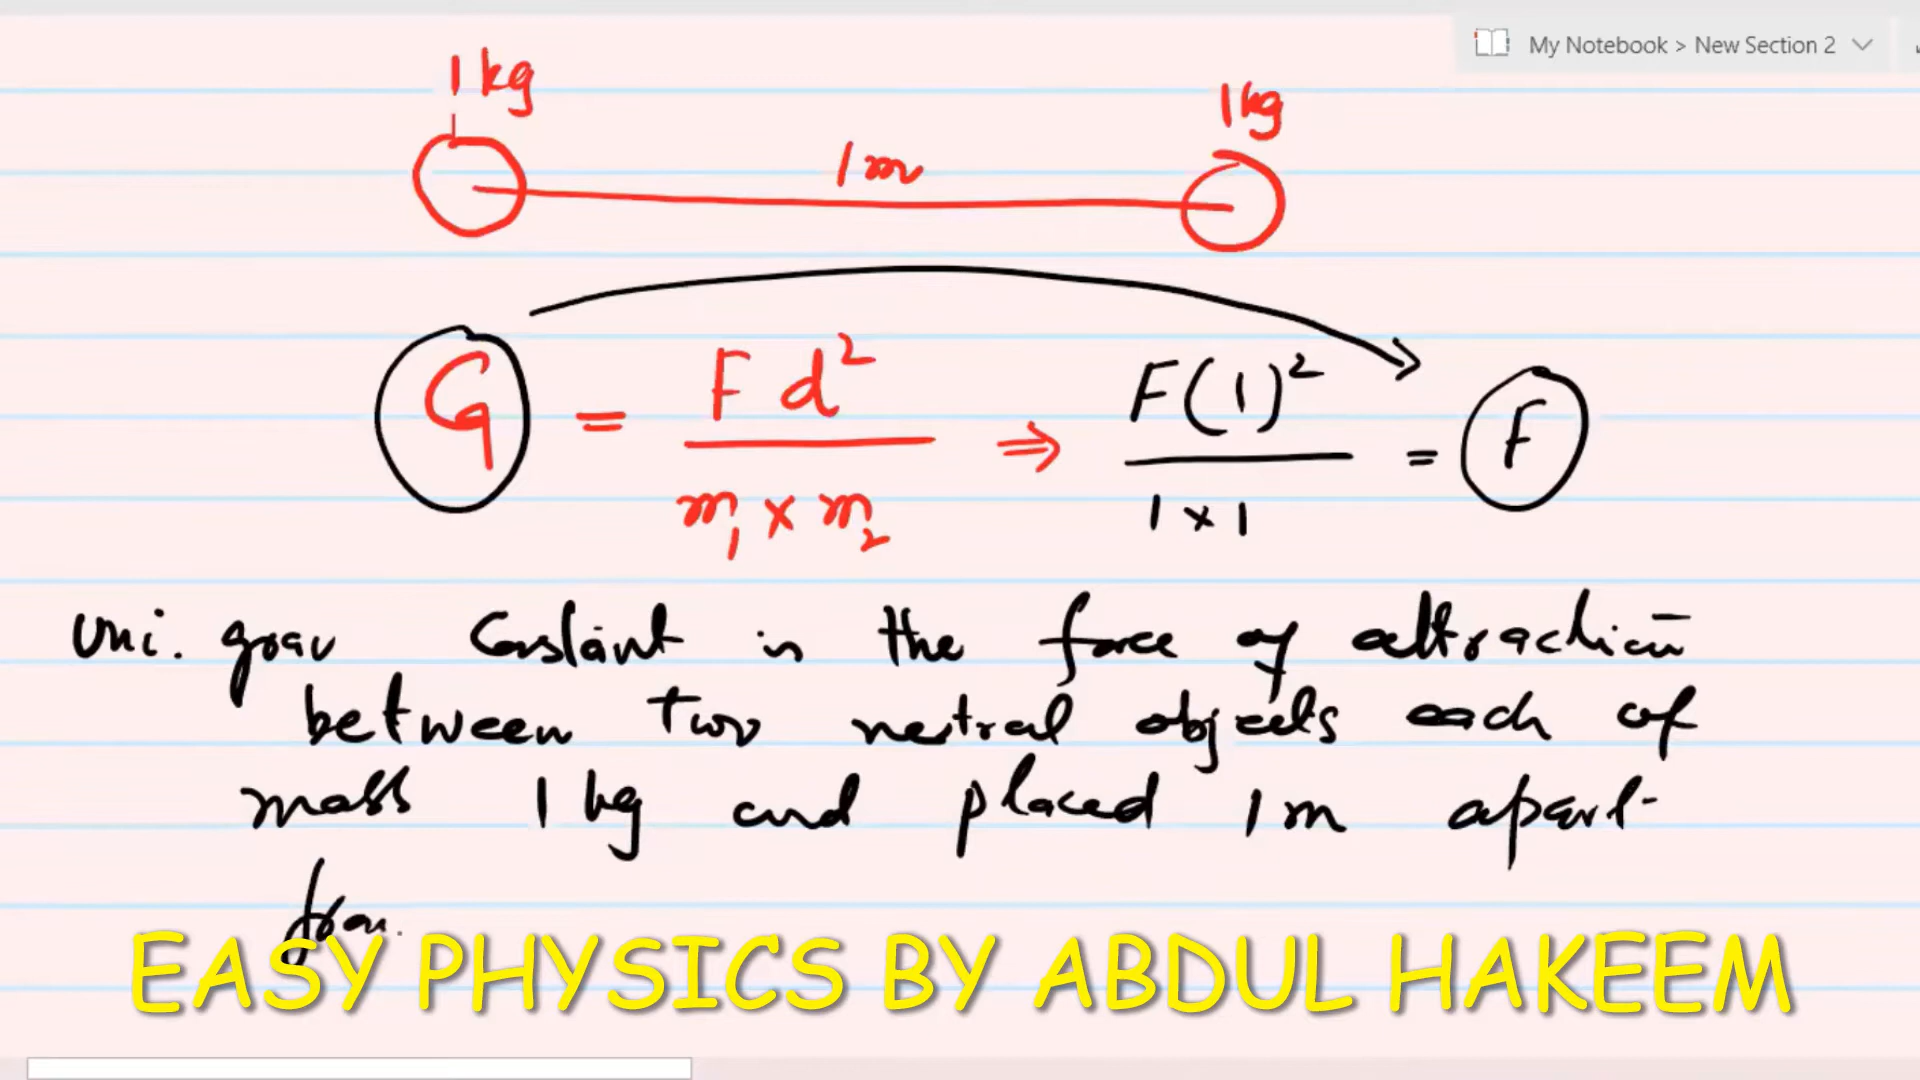 My Notebook > New Section 2
1 kg
1 kg
1 m
G = F d² / m₁ × m₂ ⇒ F(1)² / 1 × 1 = F
Uni. grav Constant is the force of attraction
between two neutral objects each of
mass 1 kg and placed 1 m apart
from.
EASY PHYSICS BY ABDUL HAKEEM